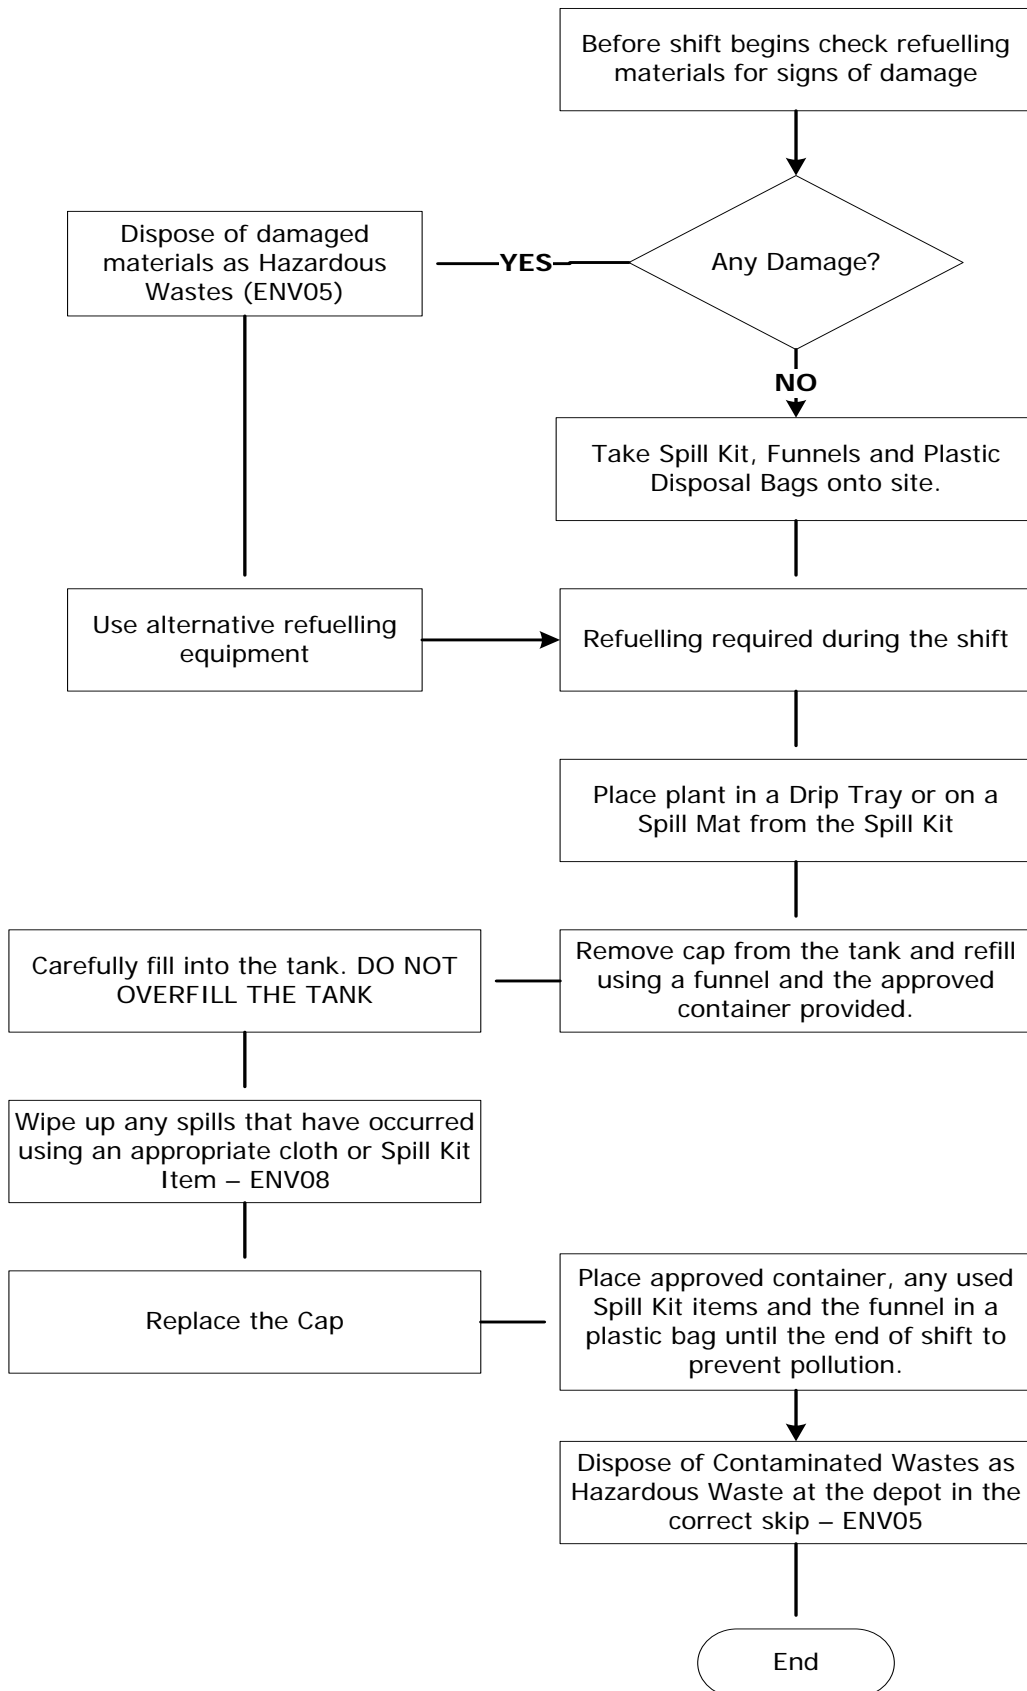 Before shift begins check refuelling
materials for signs of damage
Any Damage?
YES
Dispose of damaged
materials as Hazardous
Wastes (ENV05)
NO
Take Spill Kit, Funnels and Plastic
Disposal Bags onto site.
Use alternative refuelling
equipment
Refuelling required during the shift
Place plant in a Drip Tray or on a
Spill Mat from the Spill Kit
Remove cap from the tank and refill
using a funnel and the approved
container provided.
Carefully fill into the tank. DO NOT
OVERFILL THE TANK
Wipe up any spills that have occurred
using an appropriate cloth or Spill Kit
Item – ENV08
Replace the Cap
Place approved container, any used
Spill Kit items and the funnel in a
plastic bag until the end of shift to
prevent pollution.
Dispose of Contaminated Wastes as
Hazardous Waste at the depot in the
correct skip – ENV05
End